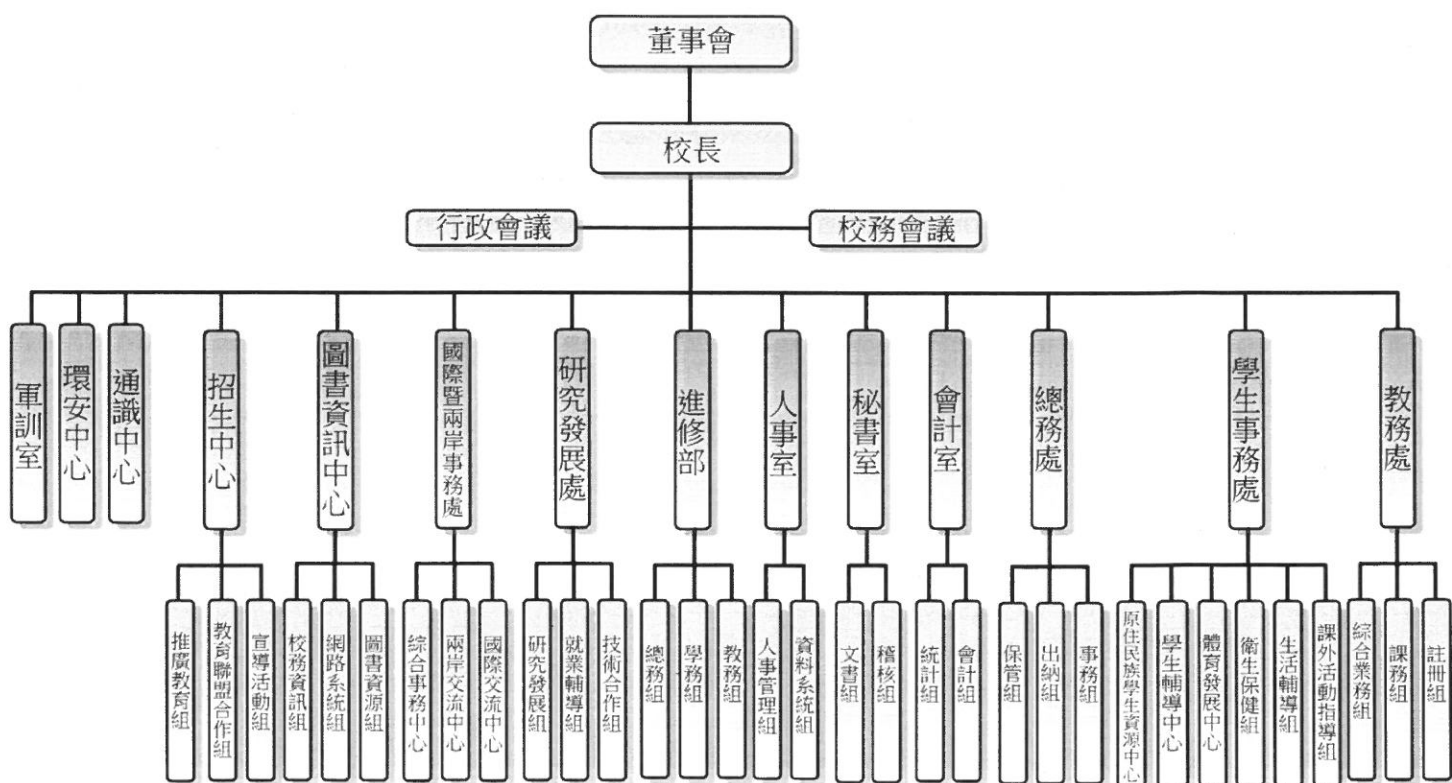 董事會
校長
行政會議
校務會議
軍訓室
環安中心
通識中心
招生中心
圖書資訊中心
國際暨兩岸事務處
研究發展處
進修部
人事室
秘書室
會計室
總務處
學生事務處
教務處
推廣教育組
教育聯盟合作組
宣導活動組
校務資訊組
網路系統組
圖書資源組
綜合事務中心
兩岸交流中心
國際交流中心
研究發展組
就業輔導組
技術合作組
總務組
學務組
教務組
人事管理組
資料系統組
文書組
稽核組
統計組
會計組
保管組
出納組
事務組
原住民族學生資源中心
學生輔導中心
體育發展中心
衛生保健組
生活輔導組
課外活動指導組
綜合業務組
課務組
註冊組